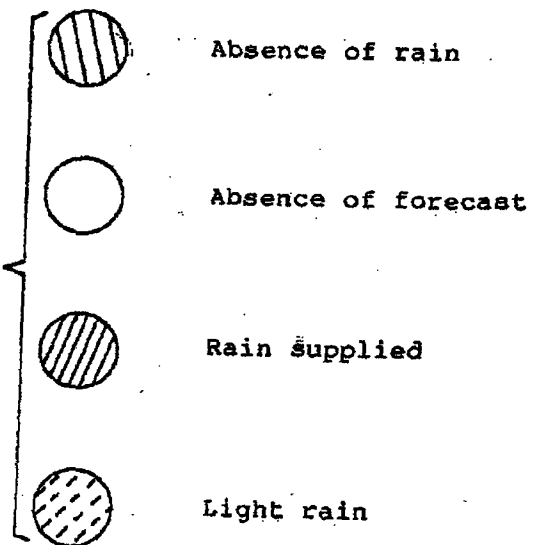 Absence of rain
Absence of forecast
Rain supplied
Light rain